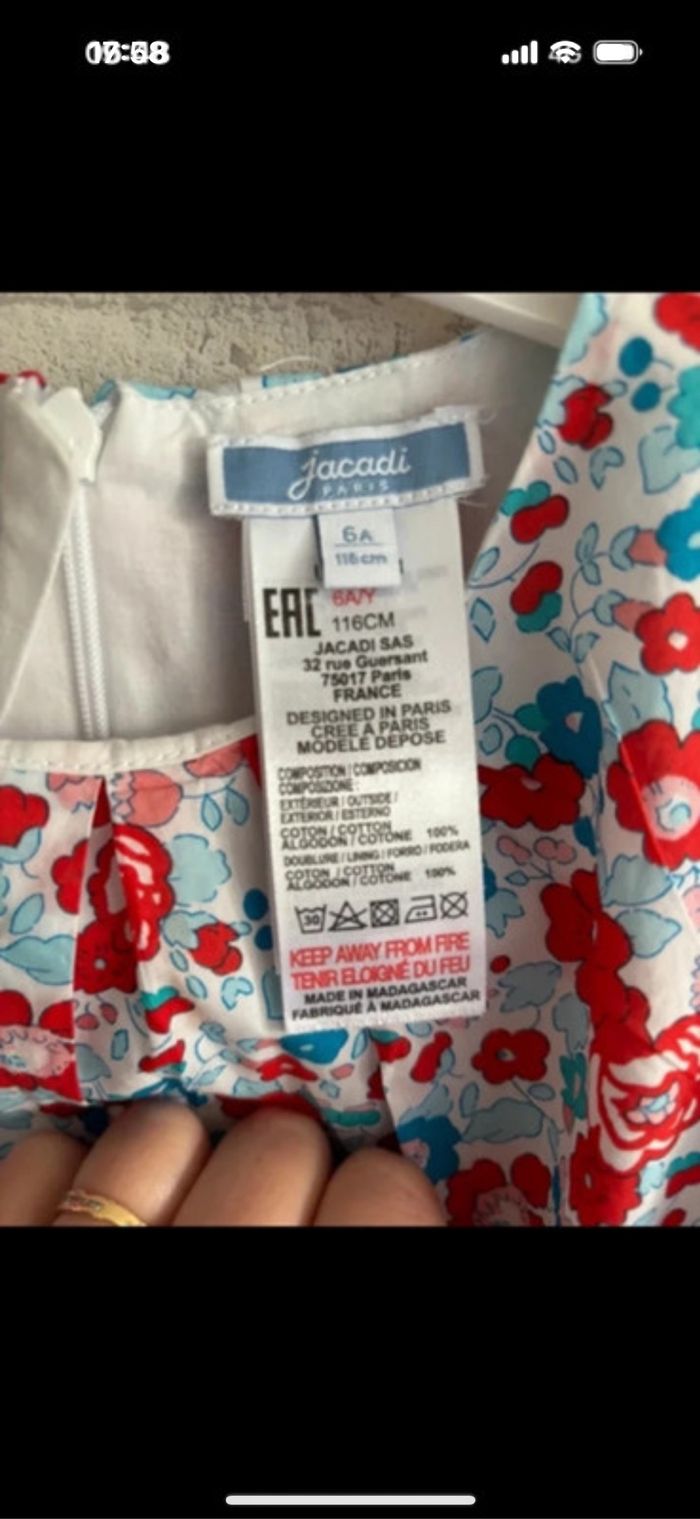 jacadi
PARIS
6A
116cm
EAC
6A/Y
116CM
JACADI SAS
32 rue Guersant
75017 Paris
FRANCE
DESIGNED IN PARIS
CREE A PARIS
MODELE DEPOSE
COMPOSITION / COMPOSICION
COMPOSIZIONE :
EXTÉRIEUR / OUTSIDE /
EXTERIOR / ESTERNO
COTON / COTTON
ALGODON / COTONE 100%
DOUBLURE / LINING / FORRO / FODERA
COTON / COTTON
ALGODON / COTONE 100%
30
KEEP AWAY FROM FIRE
TENIR ELOIGNÉ DU FEU
MADE IN MADAGASCAR
FABRIQUÉ À MADAGASCAR